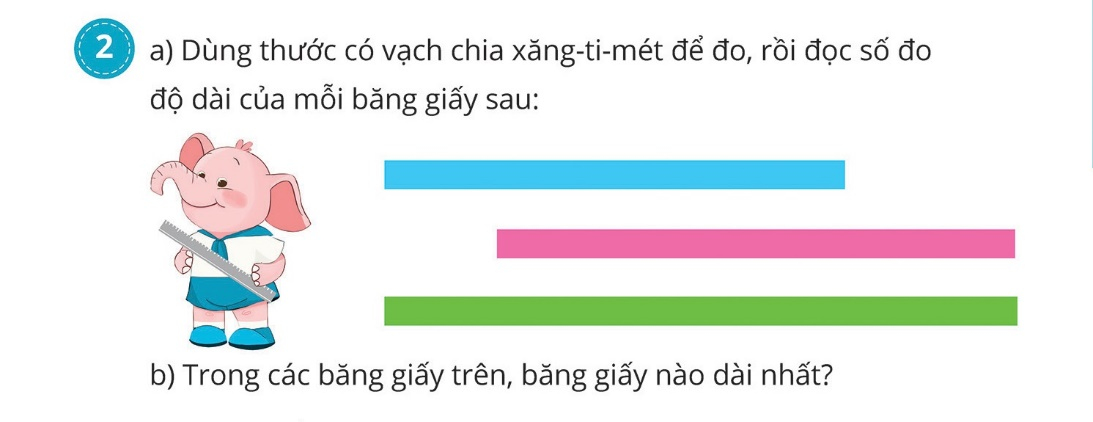 2
a) Dùng thước có vạch chia xăng-ti-mét để đo, rồi đọc số đo
độ dài của mỗi băng giấy sau:
b) Trong các băng giấy trên, băng giấy nào dài nhất?